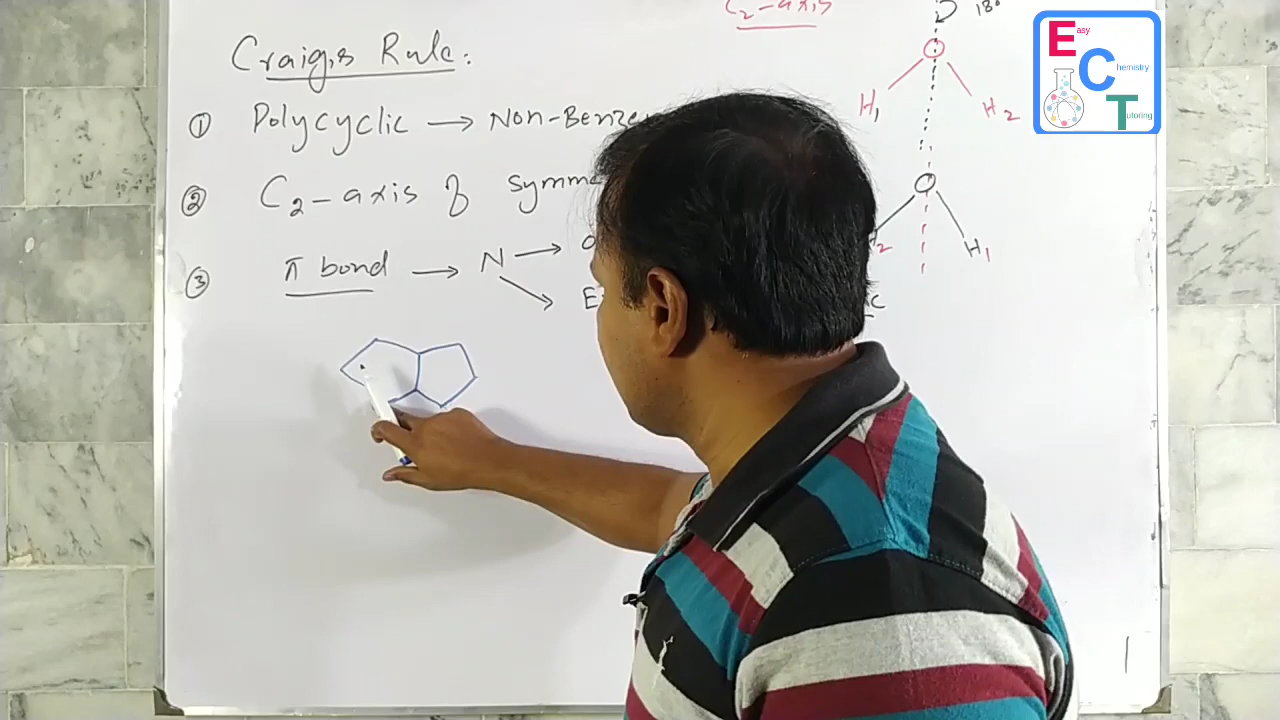 C₂-axis
180
Craig,s Rule:
① Polycyclic → Non-Benze
② C₂-axis of symme
③ π bond → N →
H₁ H₂
O
H₁
Easy
Chemistry
Tutoring